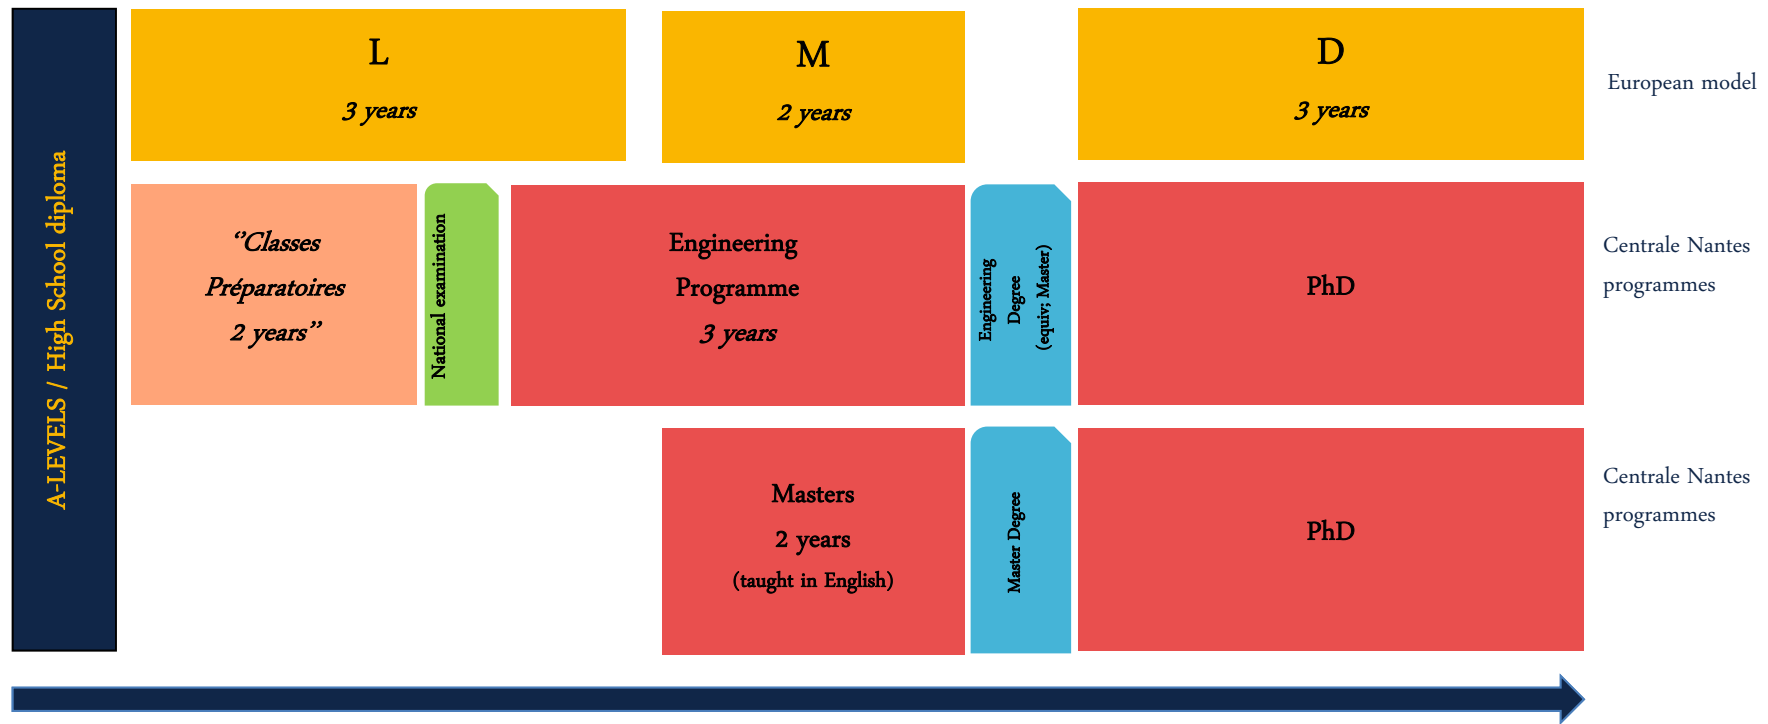 A-LEVELS / High School diploma
L
3 years
M
2 years
D
3 years
European model
“Classes
Préparatoires
2 years”
National examination
Engineering
Programme
3 years
Engineering
Degree
(equiv; Master)
PhD
Centrale Nantes
programmes
Masters
2 years
(taught in English)
Master Degree
PhD
Centrale Nantes
programmes